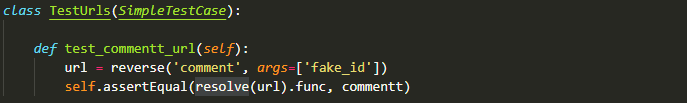 class TestUrls(SimpleTestCase):
def test_commentt_url(self):
url = reverse('comment', args=['fake_id'])
self.assertEqual(resolve(url).func, commentt)